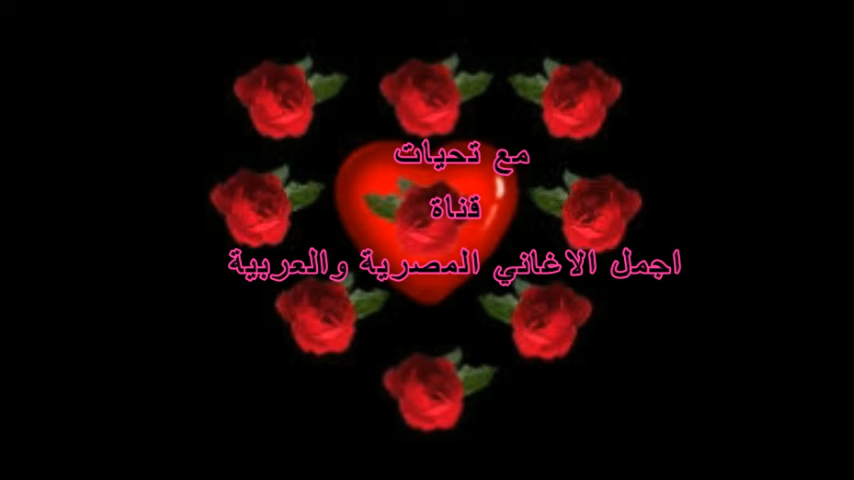 مع تحيات
قناة
اجمل الاغاني المصرية والعربية